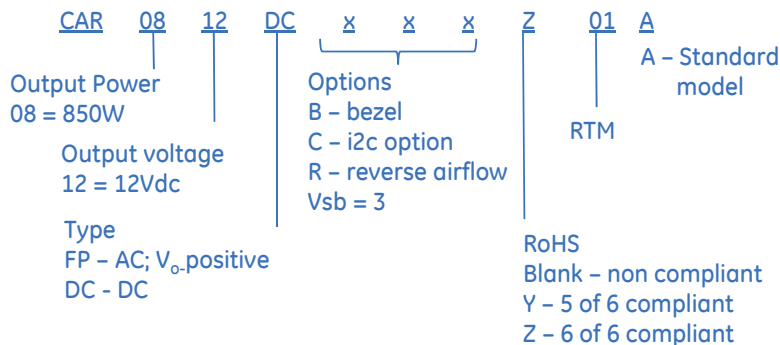 CAR 08 12 DC x x x Z 01 A
A – Standard
model
Output Power
08 = 850W
Options
B – bezel
C – i2c option
R – reverse airflow
Vsb = 3
RTM
Output voltage
12 = 12Vdc
Type
FP – AC; Vo-positive
DC - DC
RoHS
Blank – non compliant
Y – 5 of 6 compliant
Z – 6 of 6 compliant